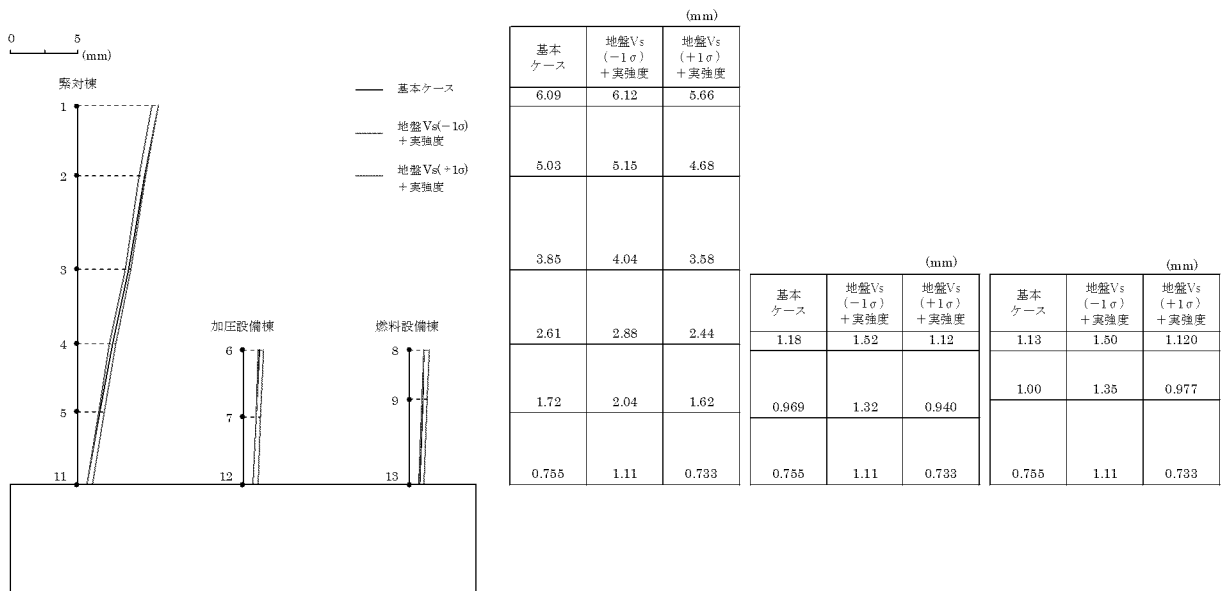 0 5
(mm)
緊対棟
1
2
3
4
5
11
基本ケース
地盤Vs(−1σ)
＋実強度
地盤Vs(＋1σ)
＋実強度
加圧設備棟
6
7
12
燃料設備棟
8
9
13
(mm)
基本
ケース
地盤Vs
(−1σ)
＋実強度
地盤Vs
(＋1σ)
＋実強度
6.09 6.12 5.66
5.03 5.15 4.68
3.85 4.04 3.58
2.61 2.88 2.44
1.72 2.04 1.62
0.755 1.11 0.733
(mm)
基本
ケース
地盤Vs
(−1σ)
＋実強度
地盤Vs
(＋1σ)
＋実強度
1.18 1.52 1.12
0.969 1.32 0.940
0.755 1.11 0.733
(mm)
基本
ケース
地盤Vs
(−1σ)
＋実強度
地盤Vs
(＋1σ)
＋実強度
1.13 1.50 1.120
1.00 1.35 0.977
0.755 1.11 0.733